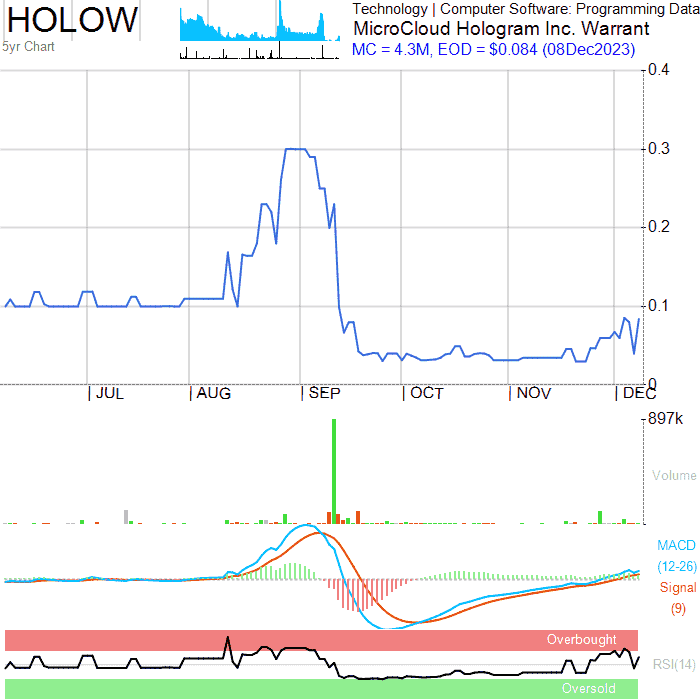 HOLOW
5yr Chart
Technology | Computer Software: Programming Data
MicroCloud Hologram Inc. Warrant
MC = 4.3M, EOD = $0.084 (08Dec2023)
0.4
0.3
0.2
0.1
0
JUL
AUG
SEP
OCT
NOV
DEC
897k
Volume
MACD
(12-26)
Signal
(9)
Overbought
RSI(14)
Oversold